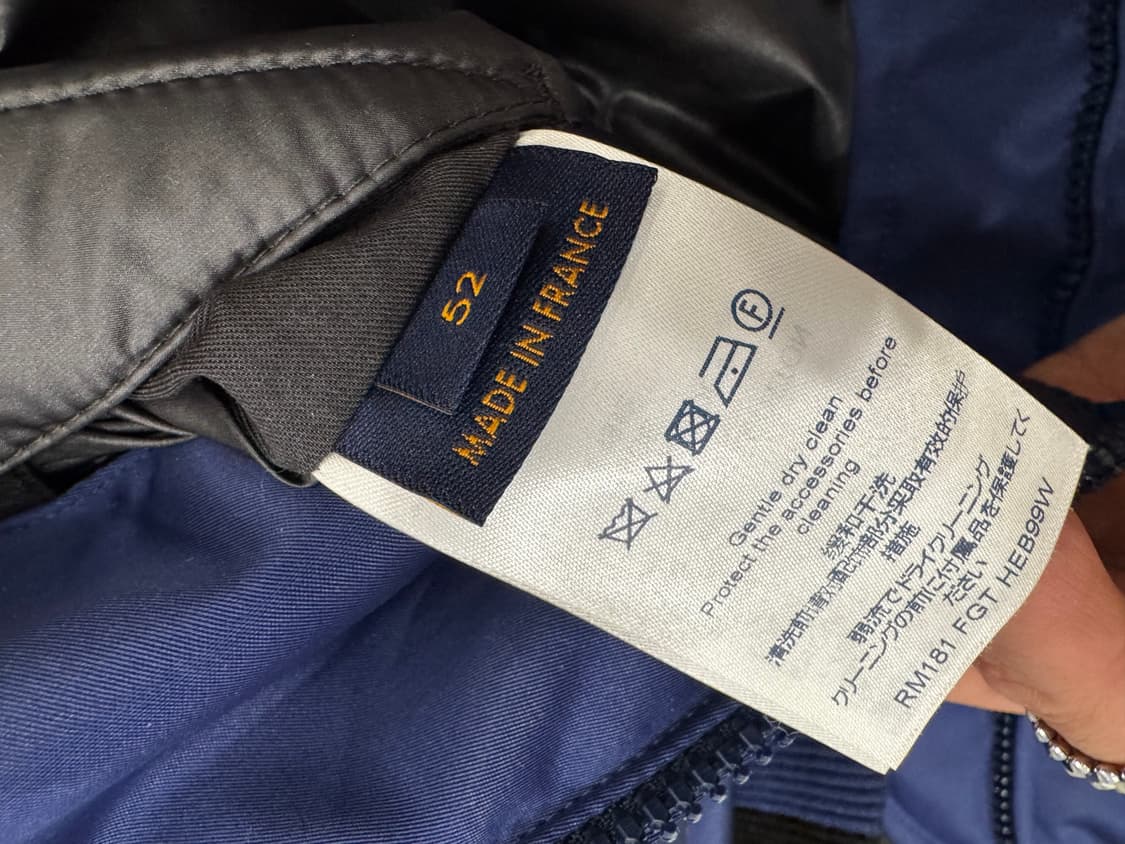 52
MADE IN FRANCE
F
Gentle dry clean
Protect the accessories before
cleaning
缓和干洗
清洗前请对酒已前部分采取有效的保护
措施
弱流でドライクリーニング
クリーニングの前に付属品を保護してく
ださい
RM181 FGT HEB99W